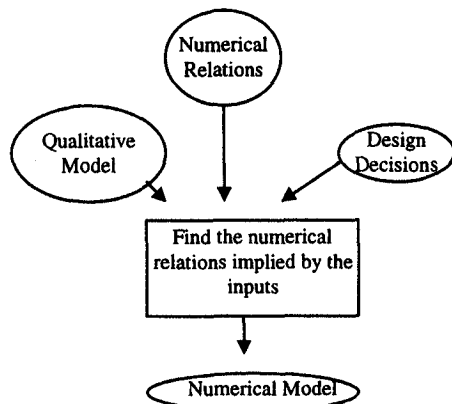 Numerical
Relations
Qualitative
Model
Design
Decisions
Find the numerical
relations implied by the
inputs
Numerical Model